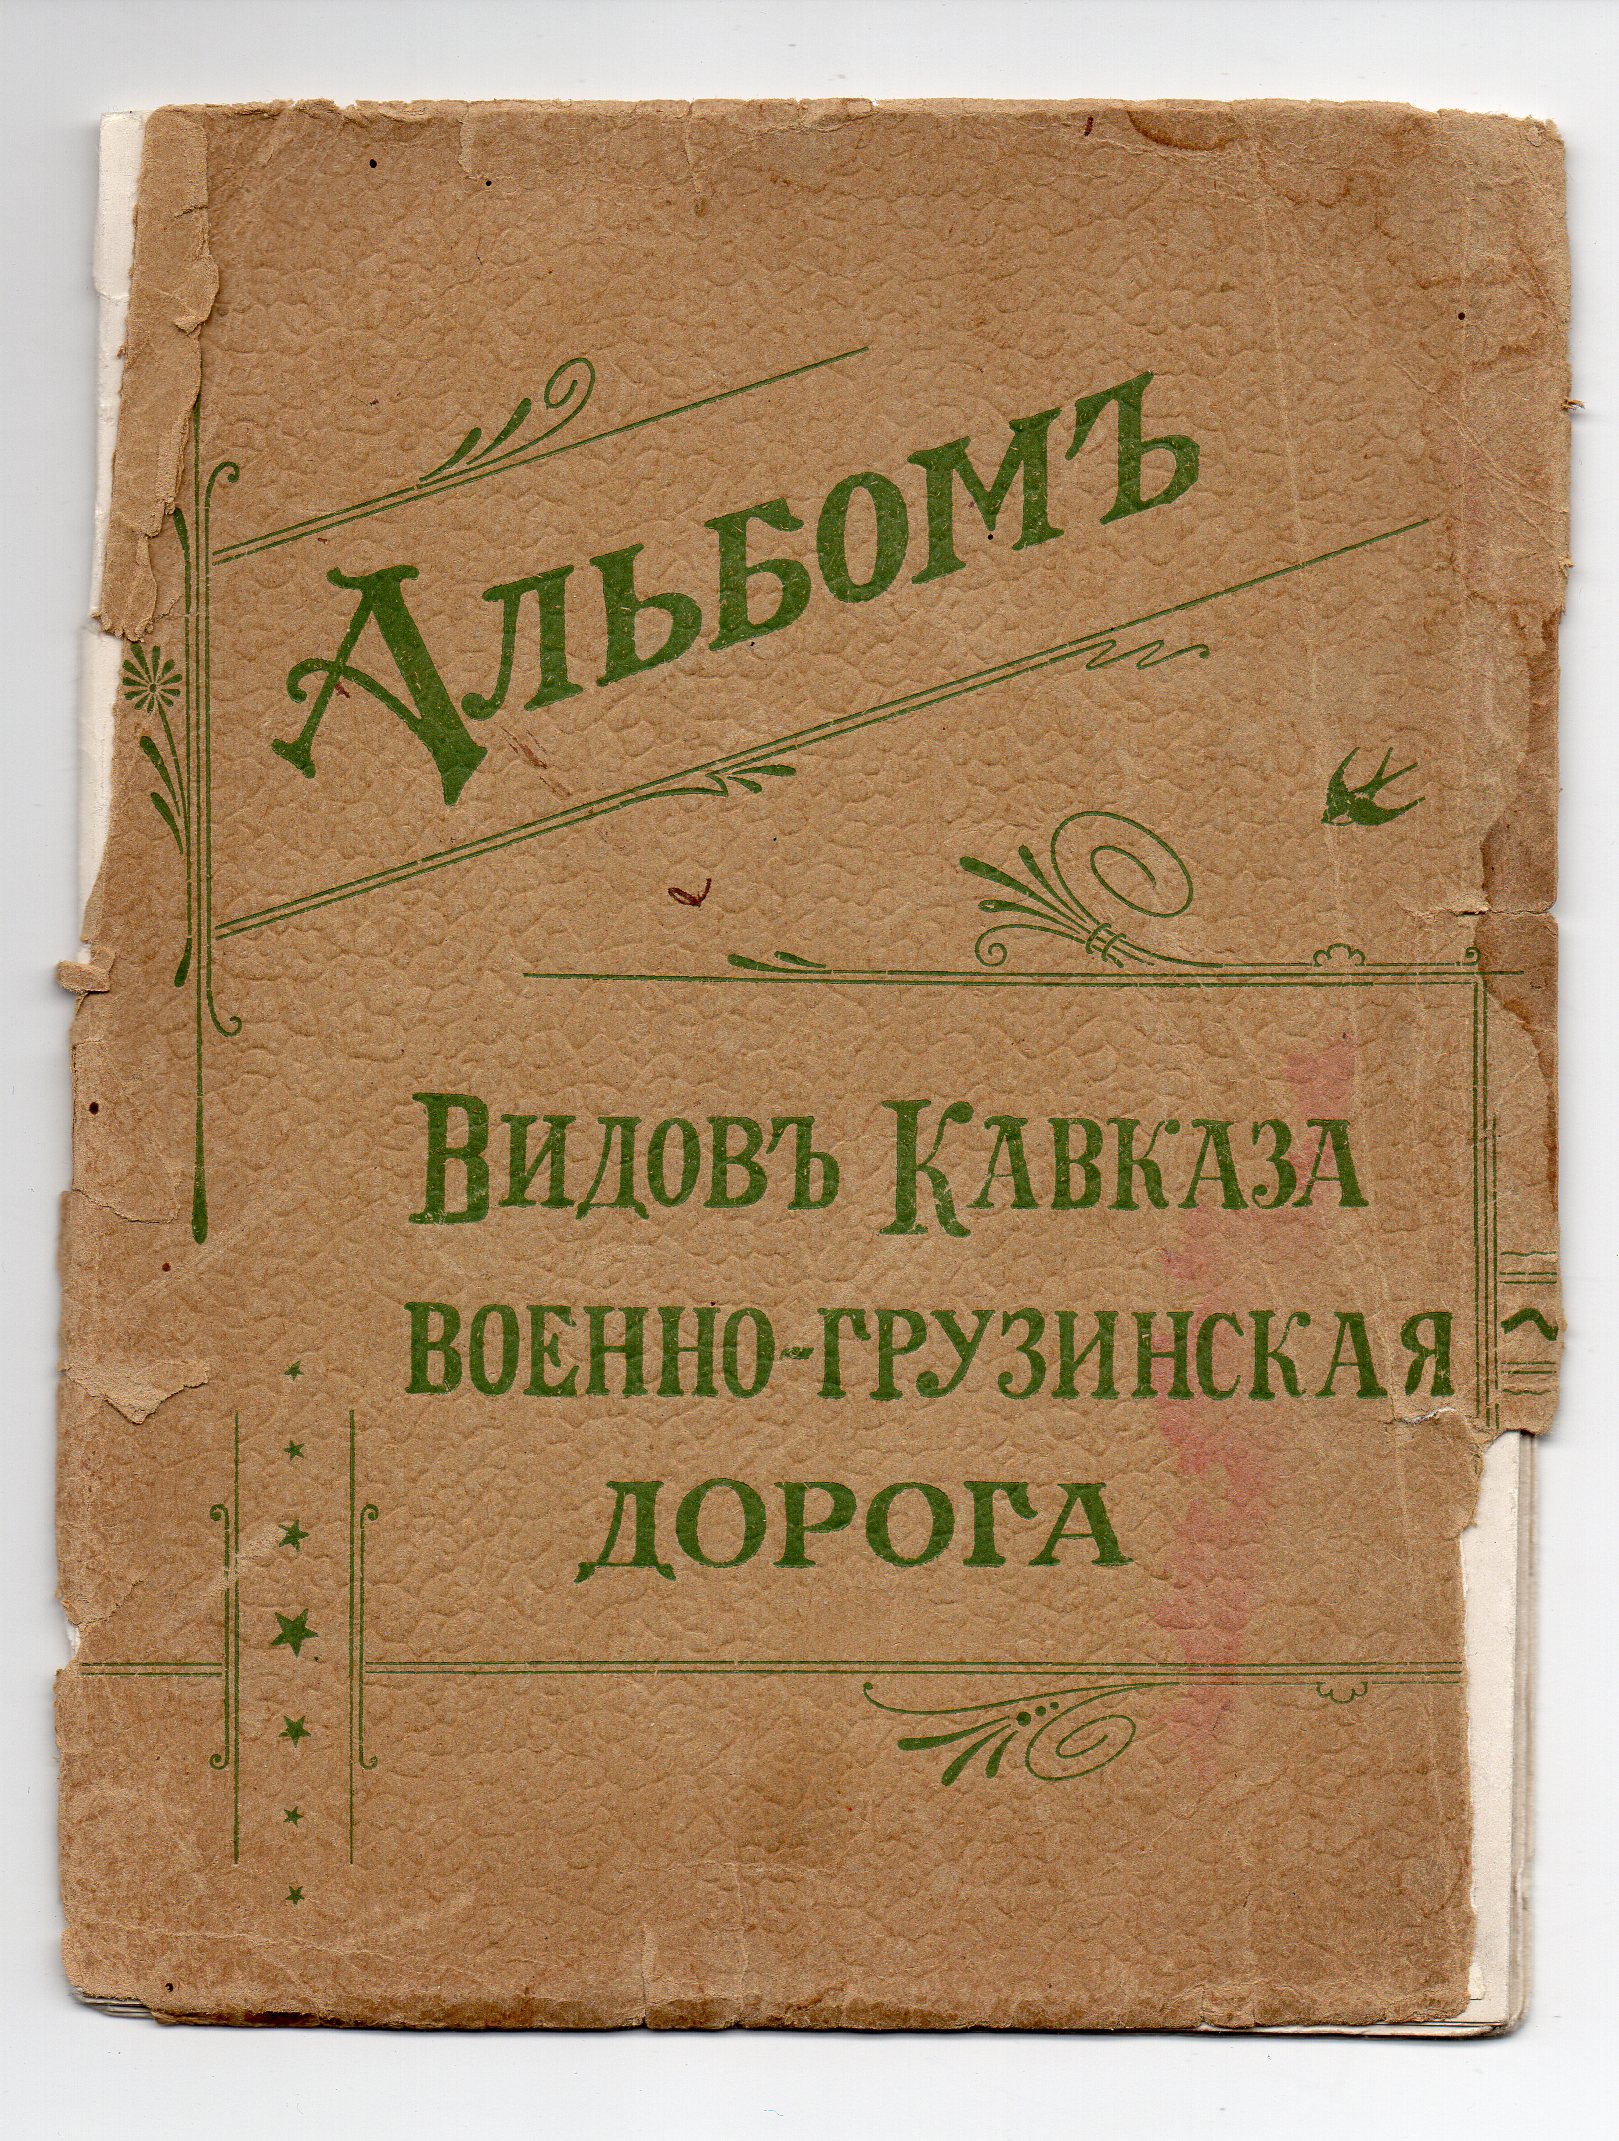 Альбомъ
Видовъ Кавказа
военно-грузинская
дорога